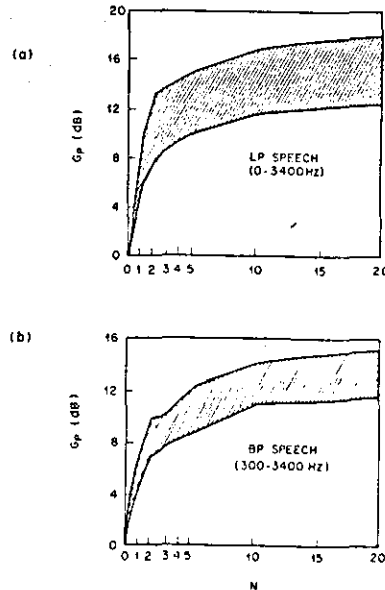 (a)
20
16
12
8
4
0
Gp (dB)
LP SPEECH
(0-3400Hz)
0 1 2 3 4 5 10 15 20
(b)
16
12
8
4
0
Gp (dB)
BP SPEECH
(300-3400 Hz)
0 1 2 3 4 5 10 15 20
N